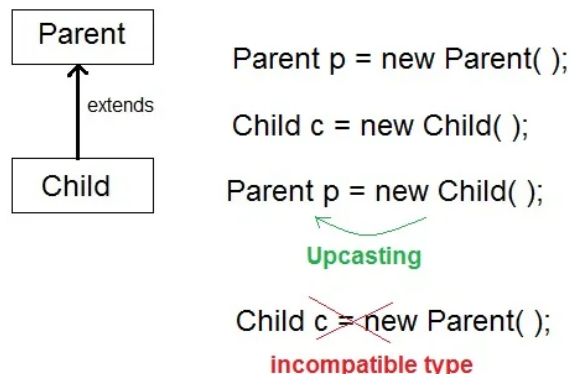 Parent
extends
Child
Parent p = new Parent( );
Child c = new Child( );
Parent p = new Child( );
Upcasting
Child c = new Parent( );
incompatible type